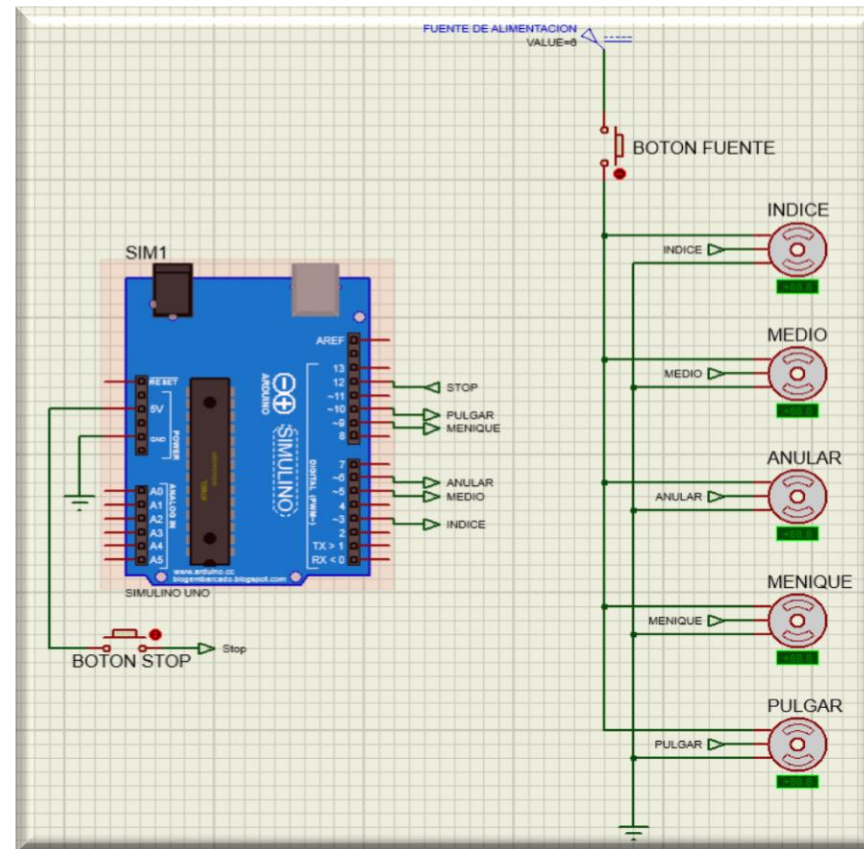 FUENTE DE ALIMENTACION
VALUE=6
BOTON FUENTE
INDICE
INDICE
MEDIO
MEDIO
ANULAR
ANULAR
MENIQUE
MENIQUE
PULGAR
PULGAR
SIM1
AREF
13
12
~11
~10
~9
8
7
~6
~5
4
~3
2
TX > 1
RX < 0
RESET
5V
GND
POWER
A0
A1
A2
A3
A4
A5
ANALOG IN
ARDUINO
SIMULINO
DIGITAL (PWM~)
www.arduino.cc
blogembarcado.blogspot.com
SIMULINO UNO
STOP
PULGAR
MENIQUE
ANULAR
MEDIO
INDICE
BOTON STOP
Stop